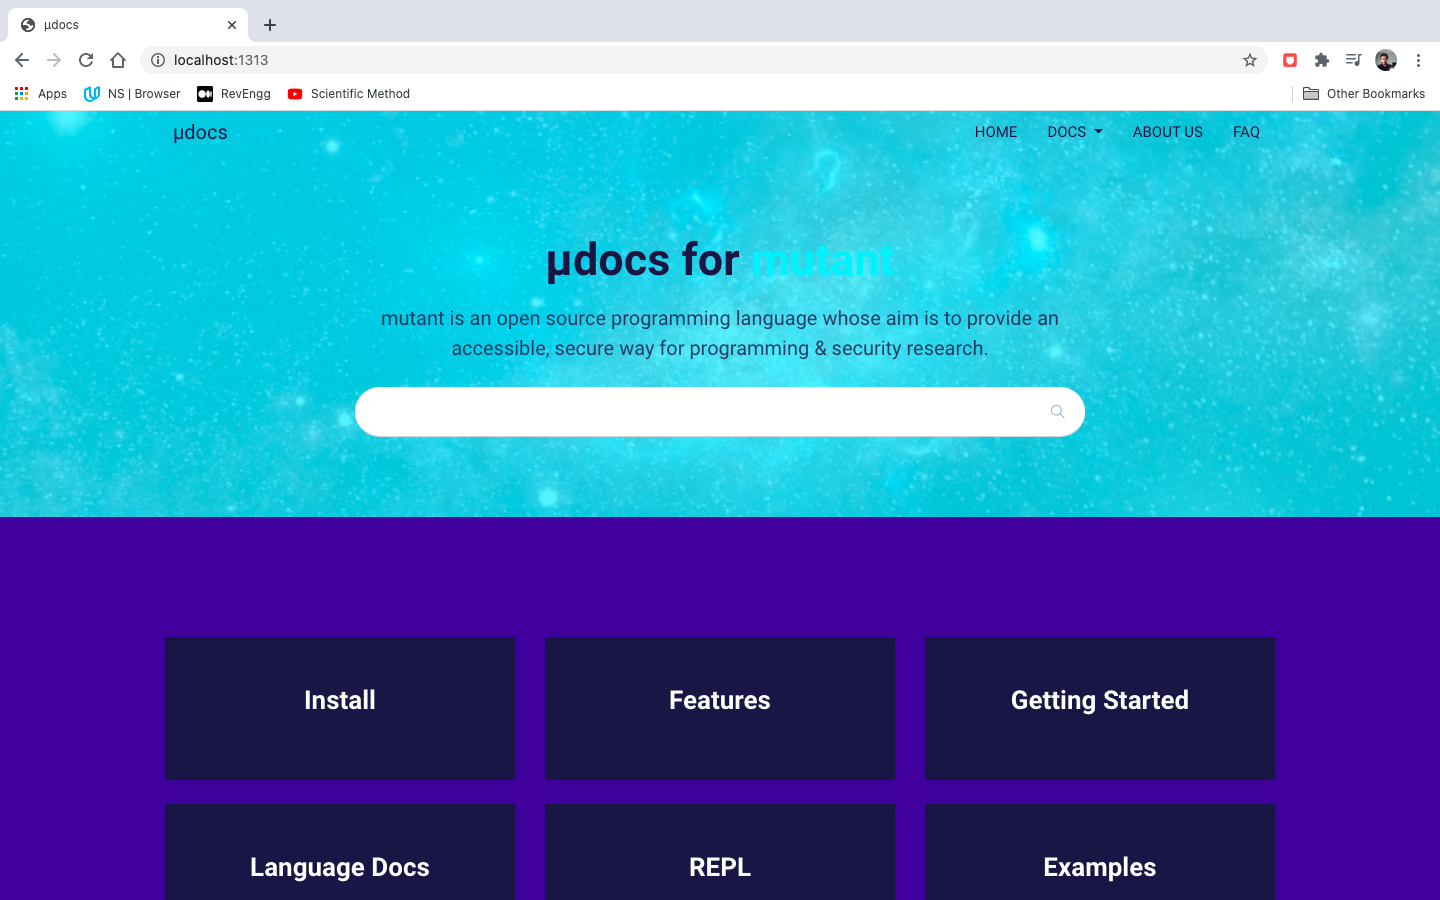 μdocs
localhost:1313
Apps
NS | Browser
RevEngg
Scientific Method
Other Bookmarks
μdocs
HOME
DOCS
ABOUT US
FAQ
μdocs for mutant
mutant is an open source programming language whose aim is to provide an
accessible, secure way for programming & security research.
Install
Features
Getting Started
Language Docs
REPL
Examples